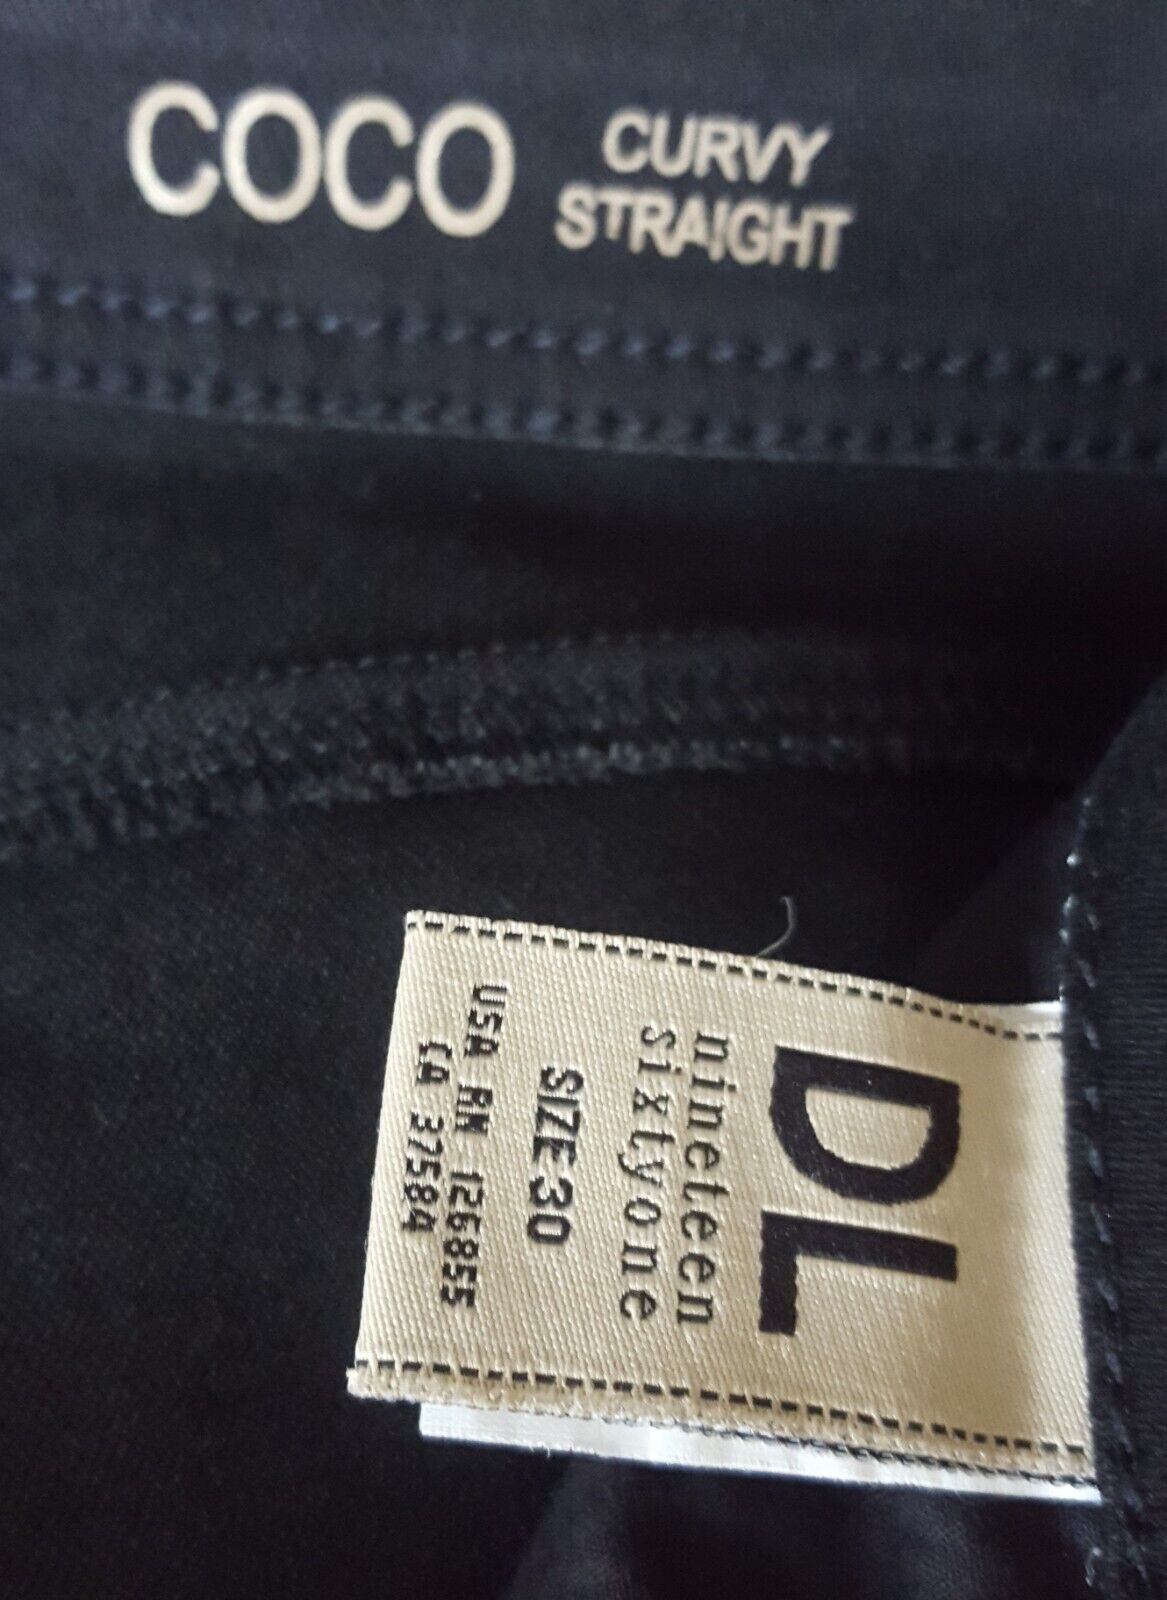 COCO
CURVY
STRAIGHT
DL
nineteen
sixtyone
SIZE 30
USA RN 126855
CA 37584